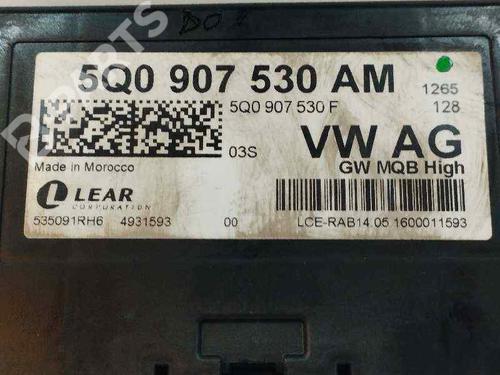 5Q0 907 530 AM
1265
5Q0 907 530 F
128
03S
VW AG
GW MQB High
Made in Morocco
LEAR
CORPORATION
535091RH6 4931593 00
LCE-RAB14 05 1600011593